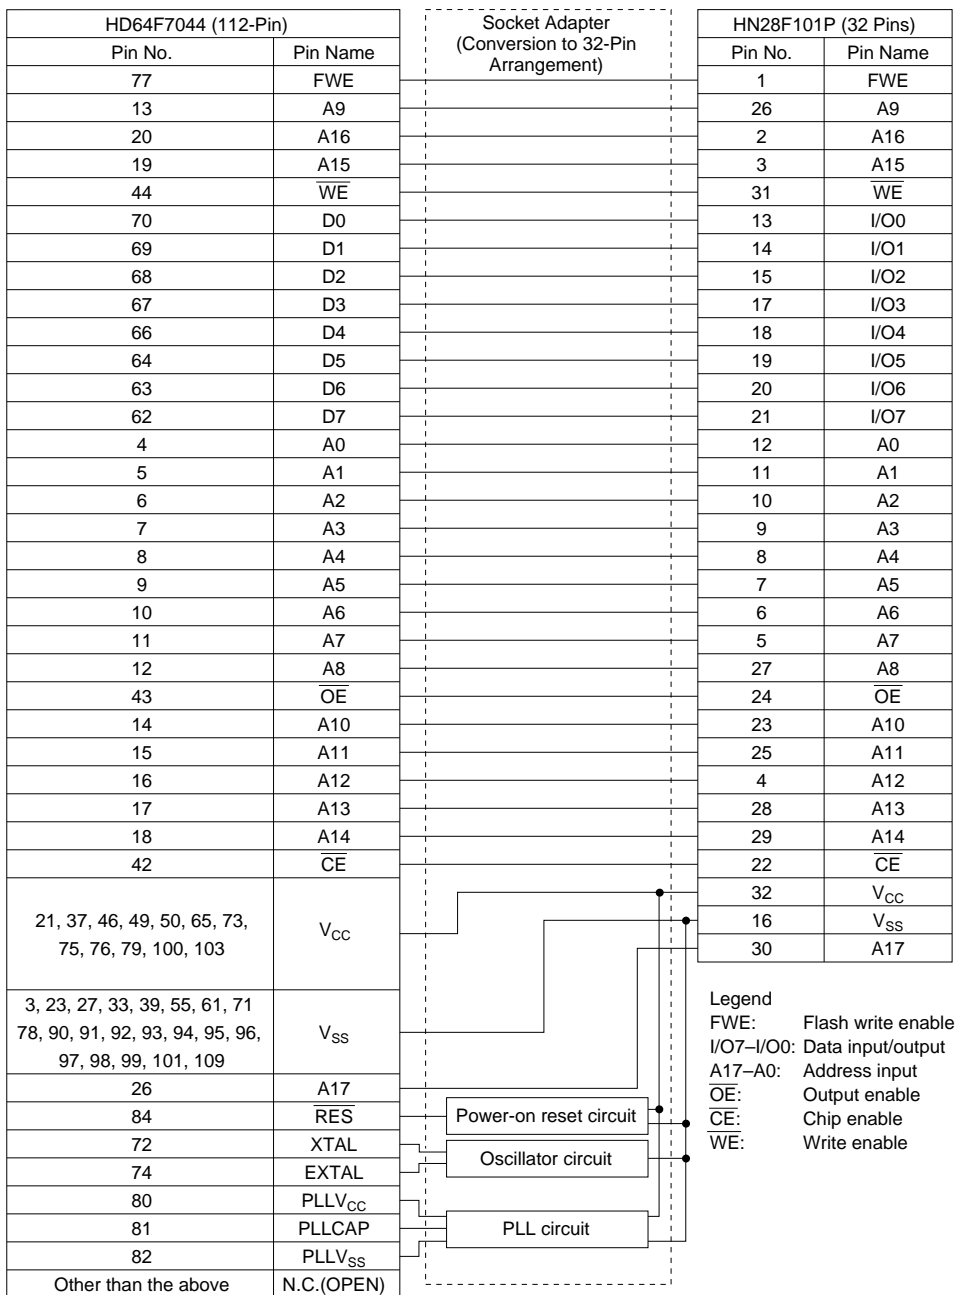 HD64F7044 (112-Pin)
Socket Adapter
(Conversion to 32-Pin
Arrangement)
HN28F101P (32 Pins)
Pin No. Pin Name Pin No. Pin Name
77 FWE 1 FWE
13 A9 26 A9
20 A16 2 A16
19 A15 3 A15
44 W̅E̅ 31 W̅E̅
70 D0 13 I/O0
69 D1 14 I/O1
68 D2 15 I/O2
67 D3 17 I/O3
66 D4 18 I/O4
64 D5 19 I/O5
63 D6 20 I/O6
62 D7 21 I/O7
4 A0 12 A0
5 A1 11 A1
6 A2 10 A2
7 A3 9 A3
8 A4 8 A4
9 A5 7 A5
10 A6 6 A6
11 A7 5 A7
12 A8 27 A8
43 O̅E̅ 24 O̅E̅
14 A10 23 A10
15 A11 25 A11
16 A12 4 A12
17 A13 28 A13
18 A14 29 A14
42 C̅E̅ 22 C̅E̅
21, 37, 46, 49, 50, 65, 73,
75, 76, 79, 100, 103
VCC
32 VCC
16 VSS
30 A17
3, 23, 27, 33, 39, 55, 61, 71
78, 90, 91, 92, 93, 94, 95, 96,
97, 98, 99, 101, 109
VSS
26 A17
84 R̅E̅S̅ Power-on reset circuit
72 XTAL
74 EXTAL
Oscillator circuit
80 PLLVCC
81 PLLCAP PLL circuit
82 PLLVSS
Other than the above N.C.(OPEN)
Legend
FWE: Flash write enable
I/O7–I/O0: Data input/output
A17–A0: Address input
O̅E̅: Output enable
C̅E̅: Chip enable
W̅E̅: Write enable